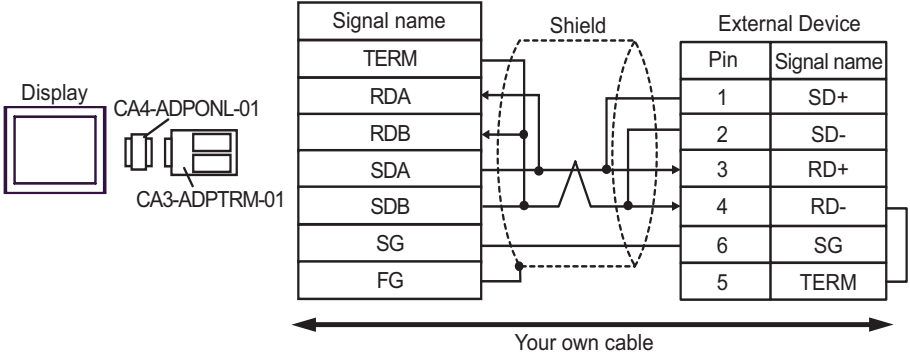 Display
CA4-ADPONL-01
CA3-ADPTRM-01
Signal name
TERM
RDA
RDB
SDA
SDB
SG
FG
Shield
External Device
Pin Signal name
1 SD+
2 SD-
3 RD+
4 RD-
6 SG
5 TERM
Your own cable